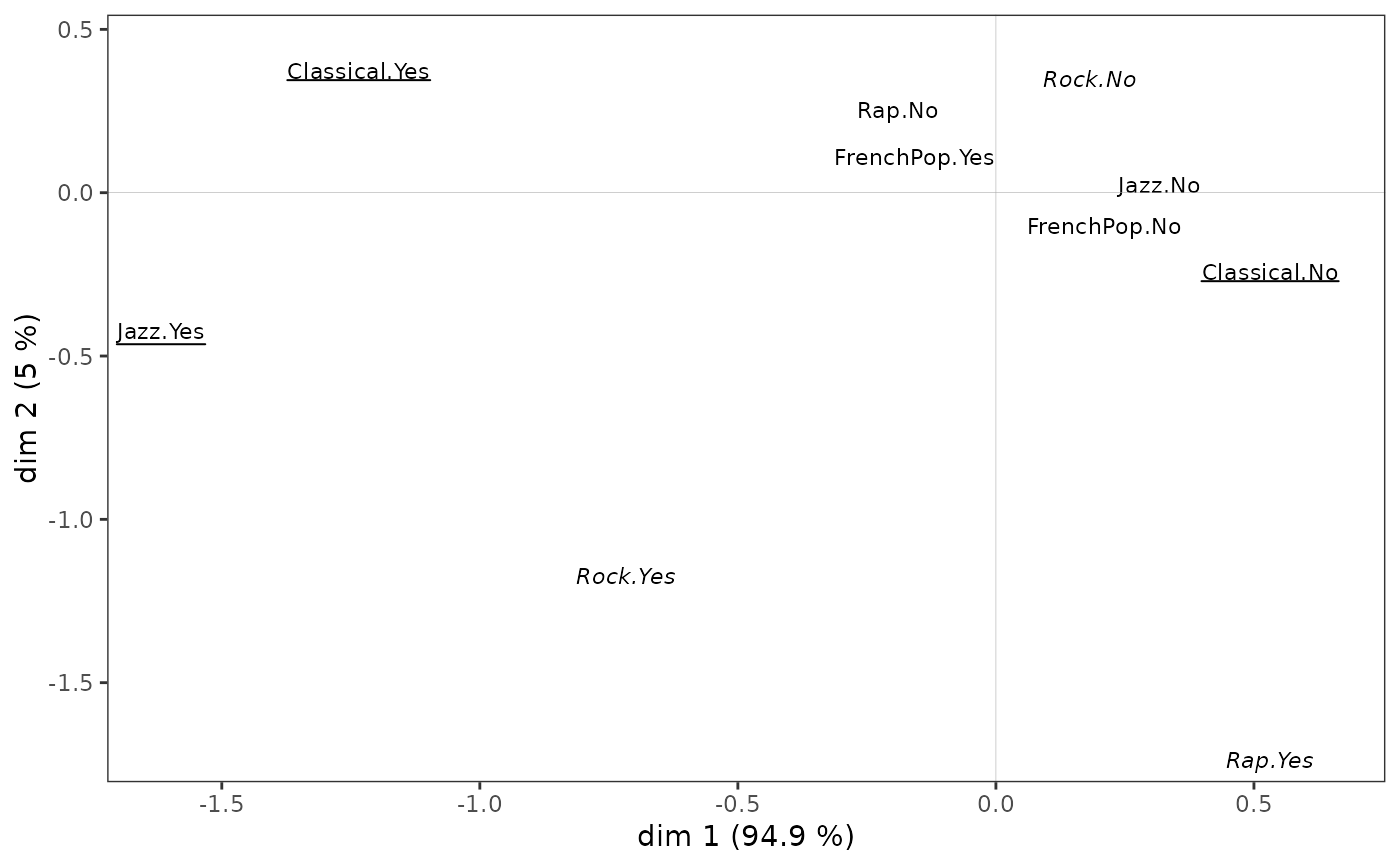 0.5
Classical.Yes
Rock.No
Rap.No
FrenchPop.Yes
0.0
Jazz.No
FrenchPop.No
Classical.No
Jazz.Yes
-0.5
dim 2 (5 %)
-1.0
Rock.Yes
-1.5
Rap.Yes
-1.5 -1.0 -0.5 0.0 0.5
dim 1 (94.9 %)